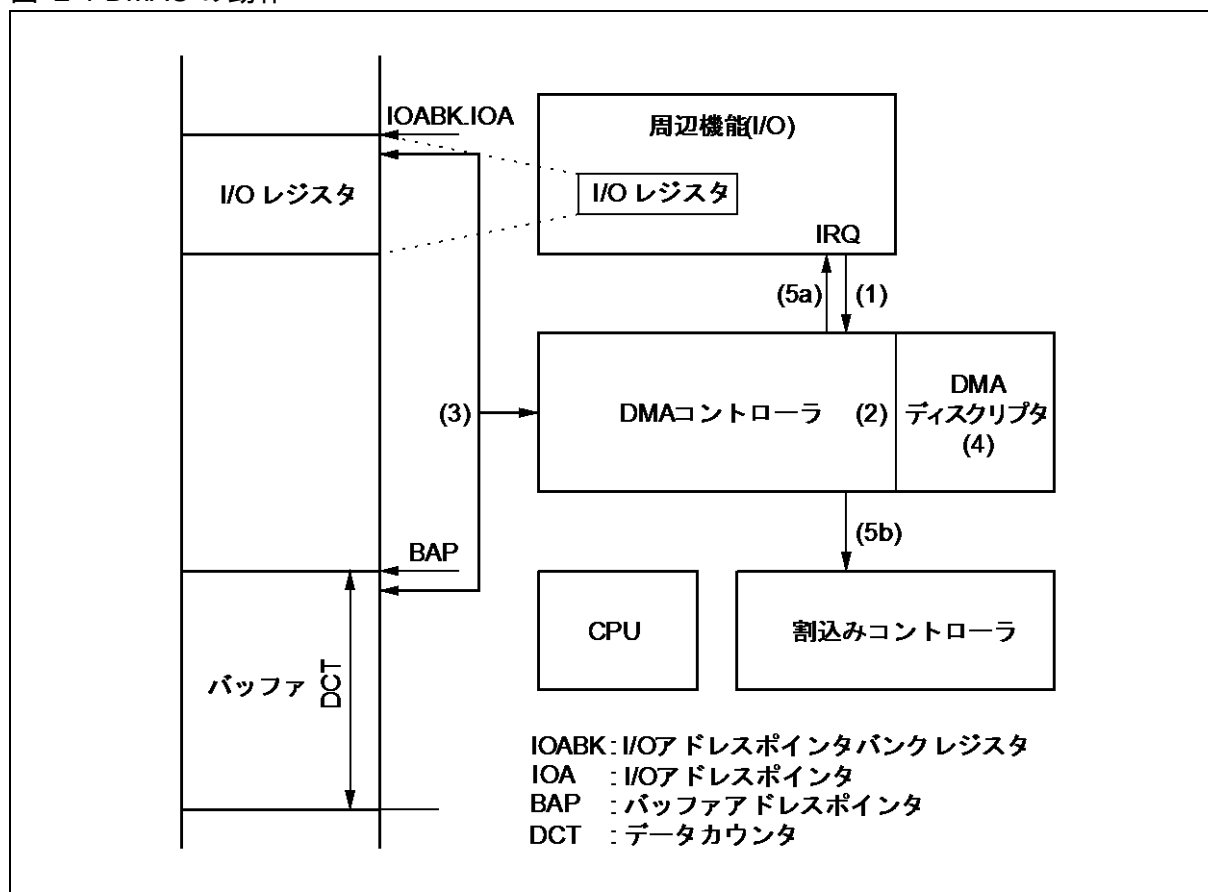 IOABK.IOA
I/O レジスタ
周辺機能(I/O)
I/O レジスタ
IRQ
(5a)
(1)
(3)
DMAコントローラ
(2)
DMA
ディスクリプタ
(4)
(5b)
BAP
バッファ
DCT
CPU
割込みコントローラ
IOABK : I/Oアドレスポインタバンクレジスタ
IOA : I/Oアドレスポインタ
BAP : バッファアドレスポインタ
DCT : データカウンタ